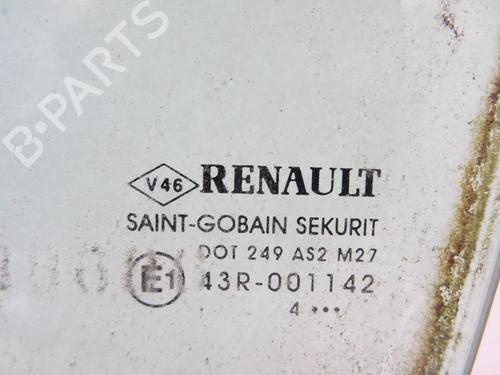 B-PARTS
V46 RENAULT
SAINT-GOBAIN SEKURIT
DOT 249 AS2 M27
E1 43R-001142
4 •••